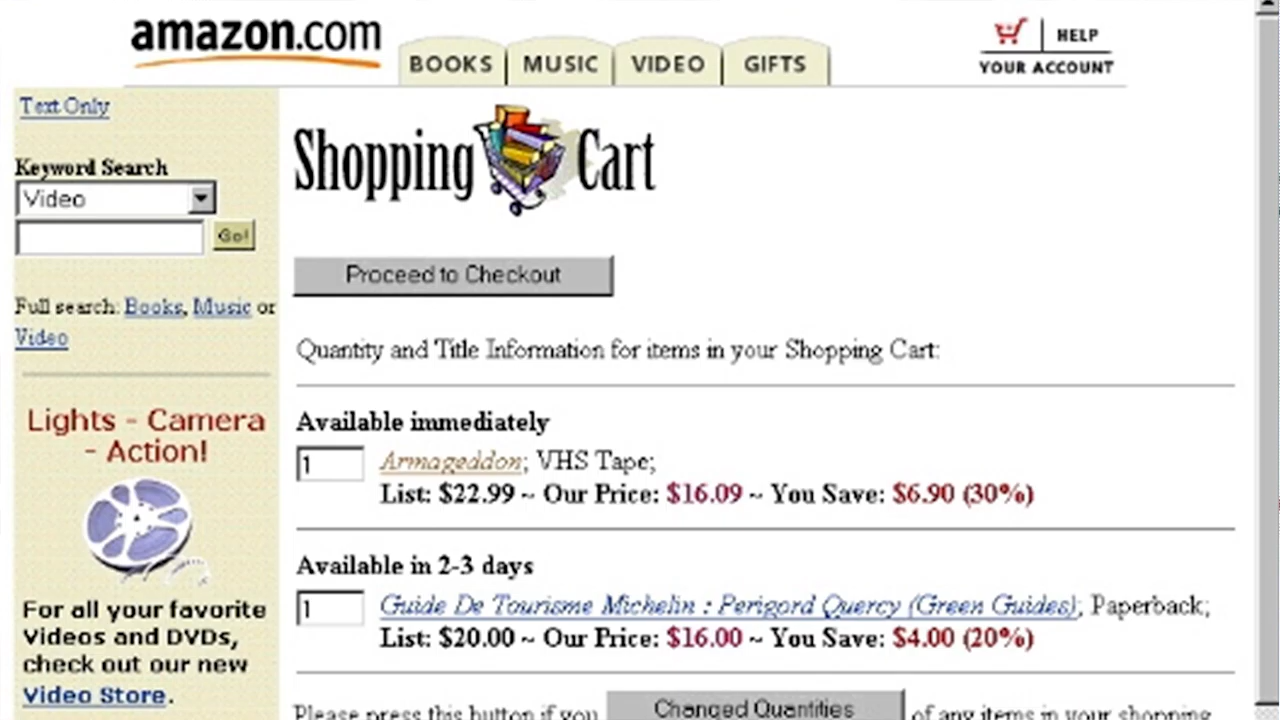 amazon.com
BOOKS MUSIC VIDEO GIFTS
HELP
YOUR ACCOUNT
Text Only
Keyword Search
Video
Go!
Full search: Books, Music or
Video
Lights - Camera
- Action!
For all your favorite
Videos and DVDs,
check out our new
Video Store.
Shopping Cart
Proceed to Checkout
Quantity and Title Information for items in your Shopping Cart:
Available immediately
1 Armageddon; VHS Tape;
List: $22.99 ~ Our Price: $16.09 ~ You Save: $6.90 (30%)
Available in 2-3 days
1 Guide De Tourisme Michelin : Perigord Quercy (Green Guides); Paperback;
List: $20.00 ~ Our Price: $16.00 ~ You Save: $4.00 (20%)
Please press this button if you Changed Quantities of any items in your shopping